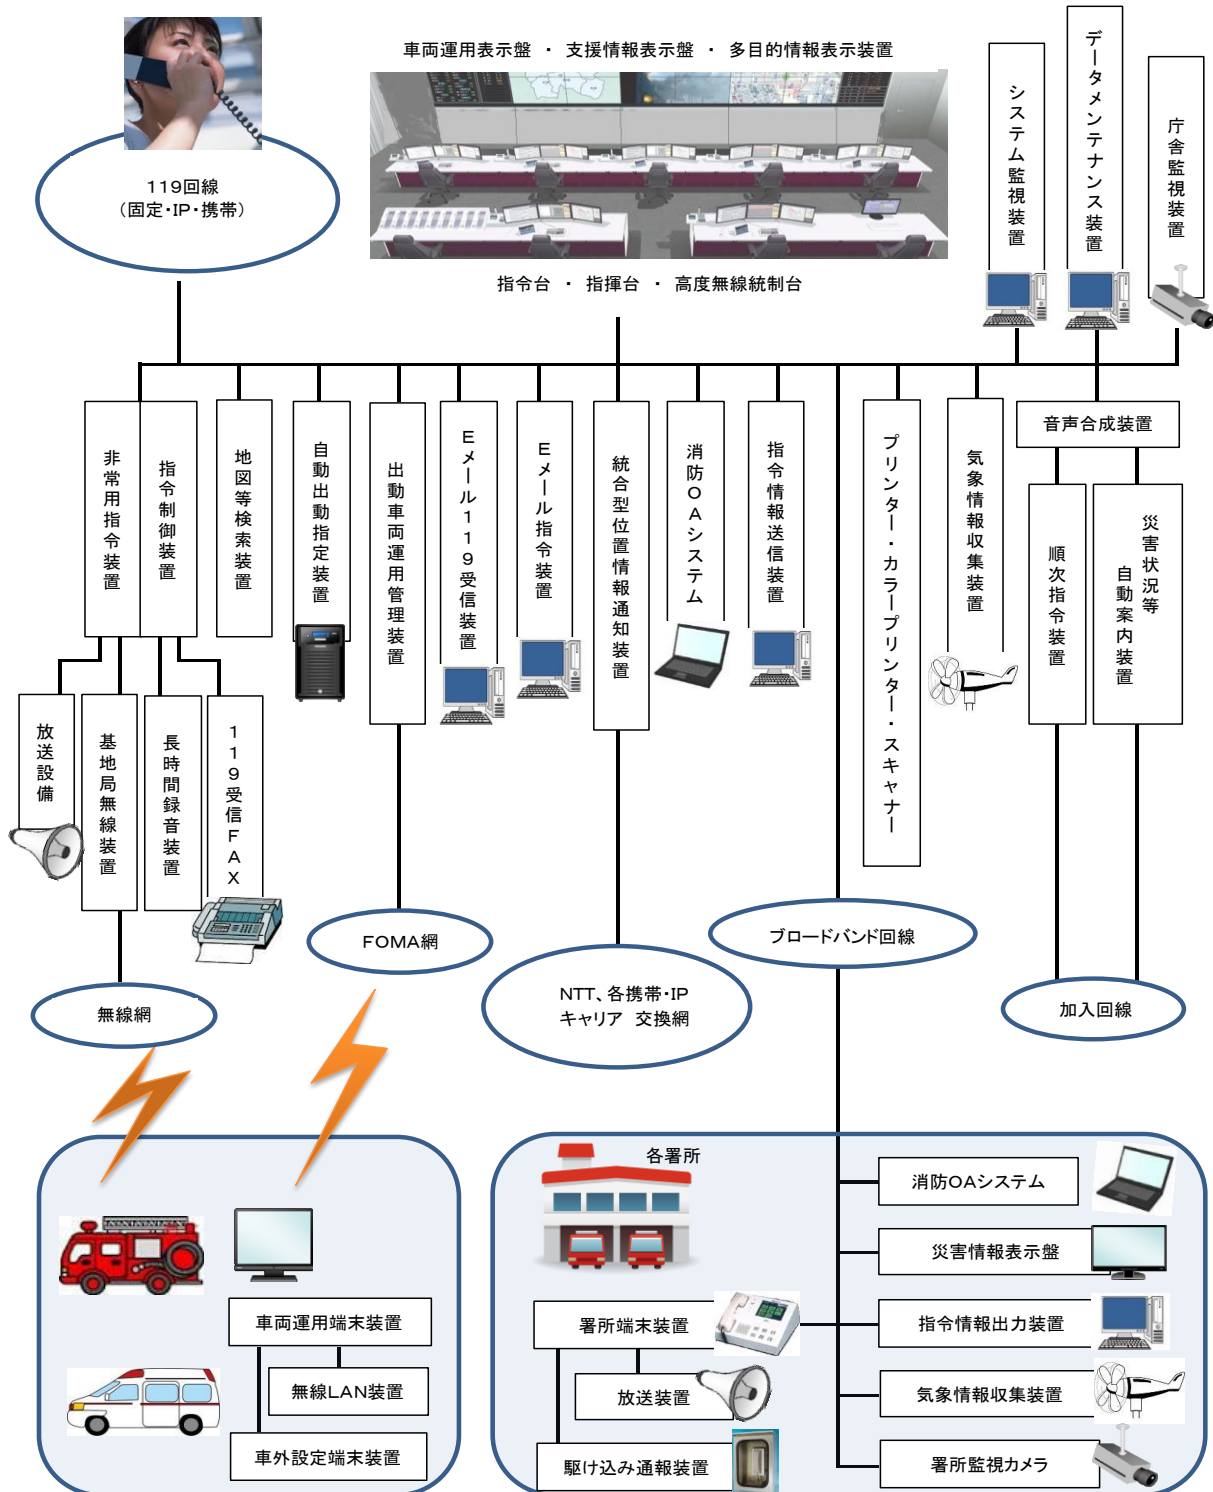 車両運用表示盤 ・ 支援情報表示盤 ・ 多目的情報表示装置
119回線
（固定・IP・携帯）
指令台 ・ 指揮台 ・ 高度無線統制台
システム監視装置
データメンテナンス装置
庁舎監視装置
非常用指令装置
指令制御装置
地図等検索装置
自動出動指定装置
出動車両運用管理装置
Eメール119受信装置
Eメール指令装置
統合型位置情報通知装置
消防OAシステム
指令情報送信装置
プリンター・カラープリンター・スキャナー
気象情報収集装置
音声合成装置
順次指令装置
災害状況等
自動案内装置
放送設備
基地局無線装置
長時間録音装置
119受信FAX
無線網
FOMA網
NTT、各携帯・IP
キャリア 交換網
ブロードバンド回線
加入回線
車両運用端末装置
無線LAN装置
車外設定端末装置
各署所
署所端末装置
放送装置
駆け込み通報装置
消防OAシステム
災害情報表示盤
指令情報出力装置
気象情報収集装置
署所監視カメラ